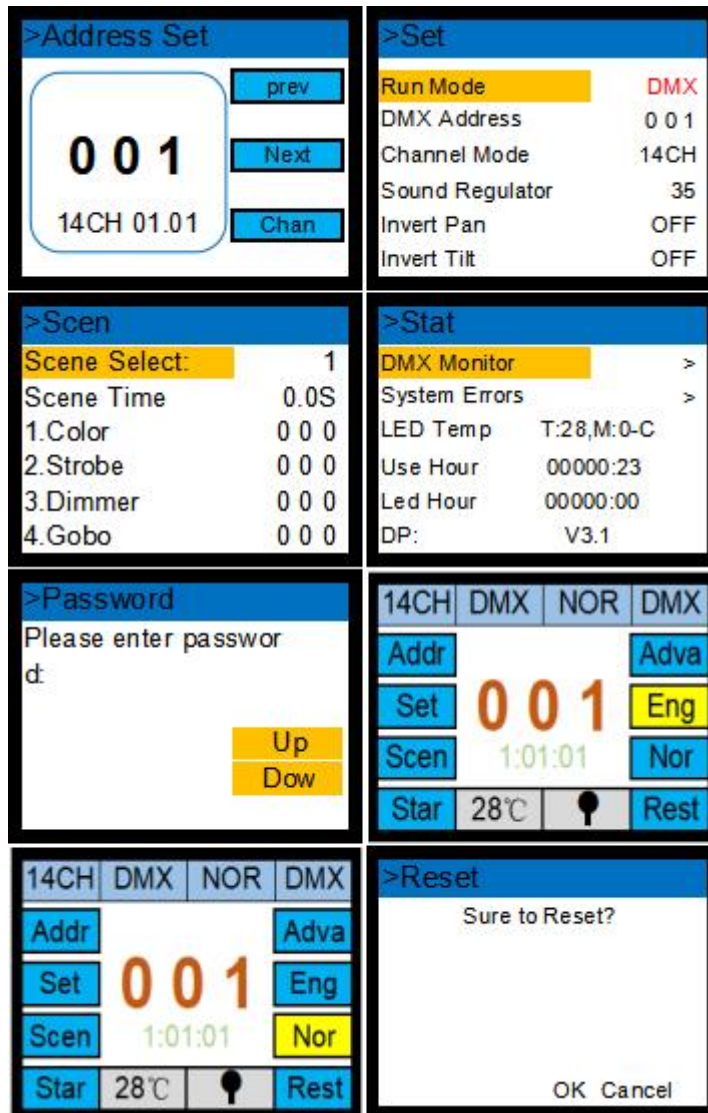 >Address Set
prev
0 0 1
Next
14CH 01.01
Chan
>Set
Run Mode DMX
DMX Address 0 0 1
Channel Mode 14CH
Sound Regulator 35
Invert Pan OFF
Invert Tilt OFF
>Scen
Scene Select: 1
Scene Time 0.0S
1.Color 0 0 0
2.Strobe 0 0 0
3.Dimmer 0 0 0
4.Gobo 0 0 0
>Stat
DMX Monitor >
System Errors >
LED Temp T:28,M:0-C
Use Hour 00000:23
Led Hour 00000:00
DP: V3.1
>Password
Please enter passwor
d:
Up
Dow
14CH DMX NOR DMX
Addr Adva
Set 0 0 1 Eng
Scen 1:01:01 Nor
Star 28℃ Rest
14CH DMX NOR DMX
Addr Adva
Set 0 0 1 Eng
Scen 1:01:01 Nor
Star 28℃ Rest
>Reset
Sure to Reset?
OK Cancel